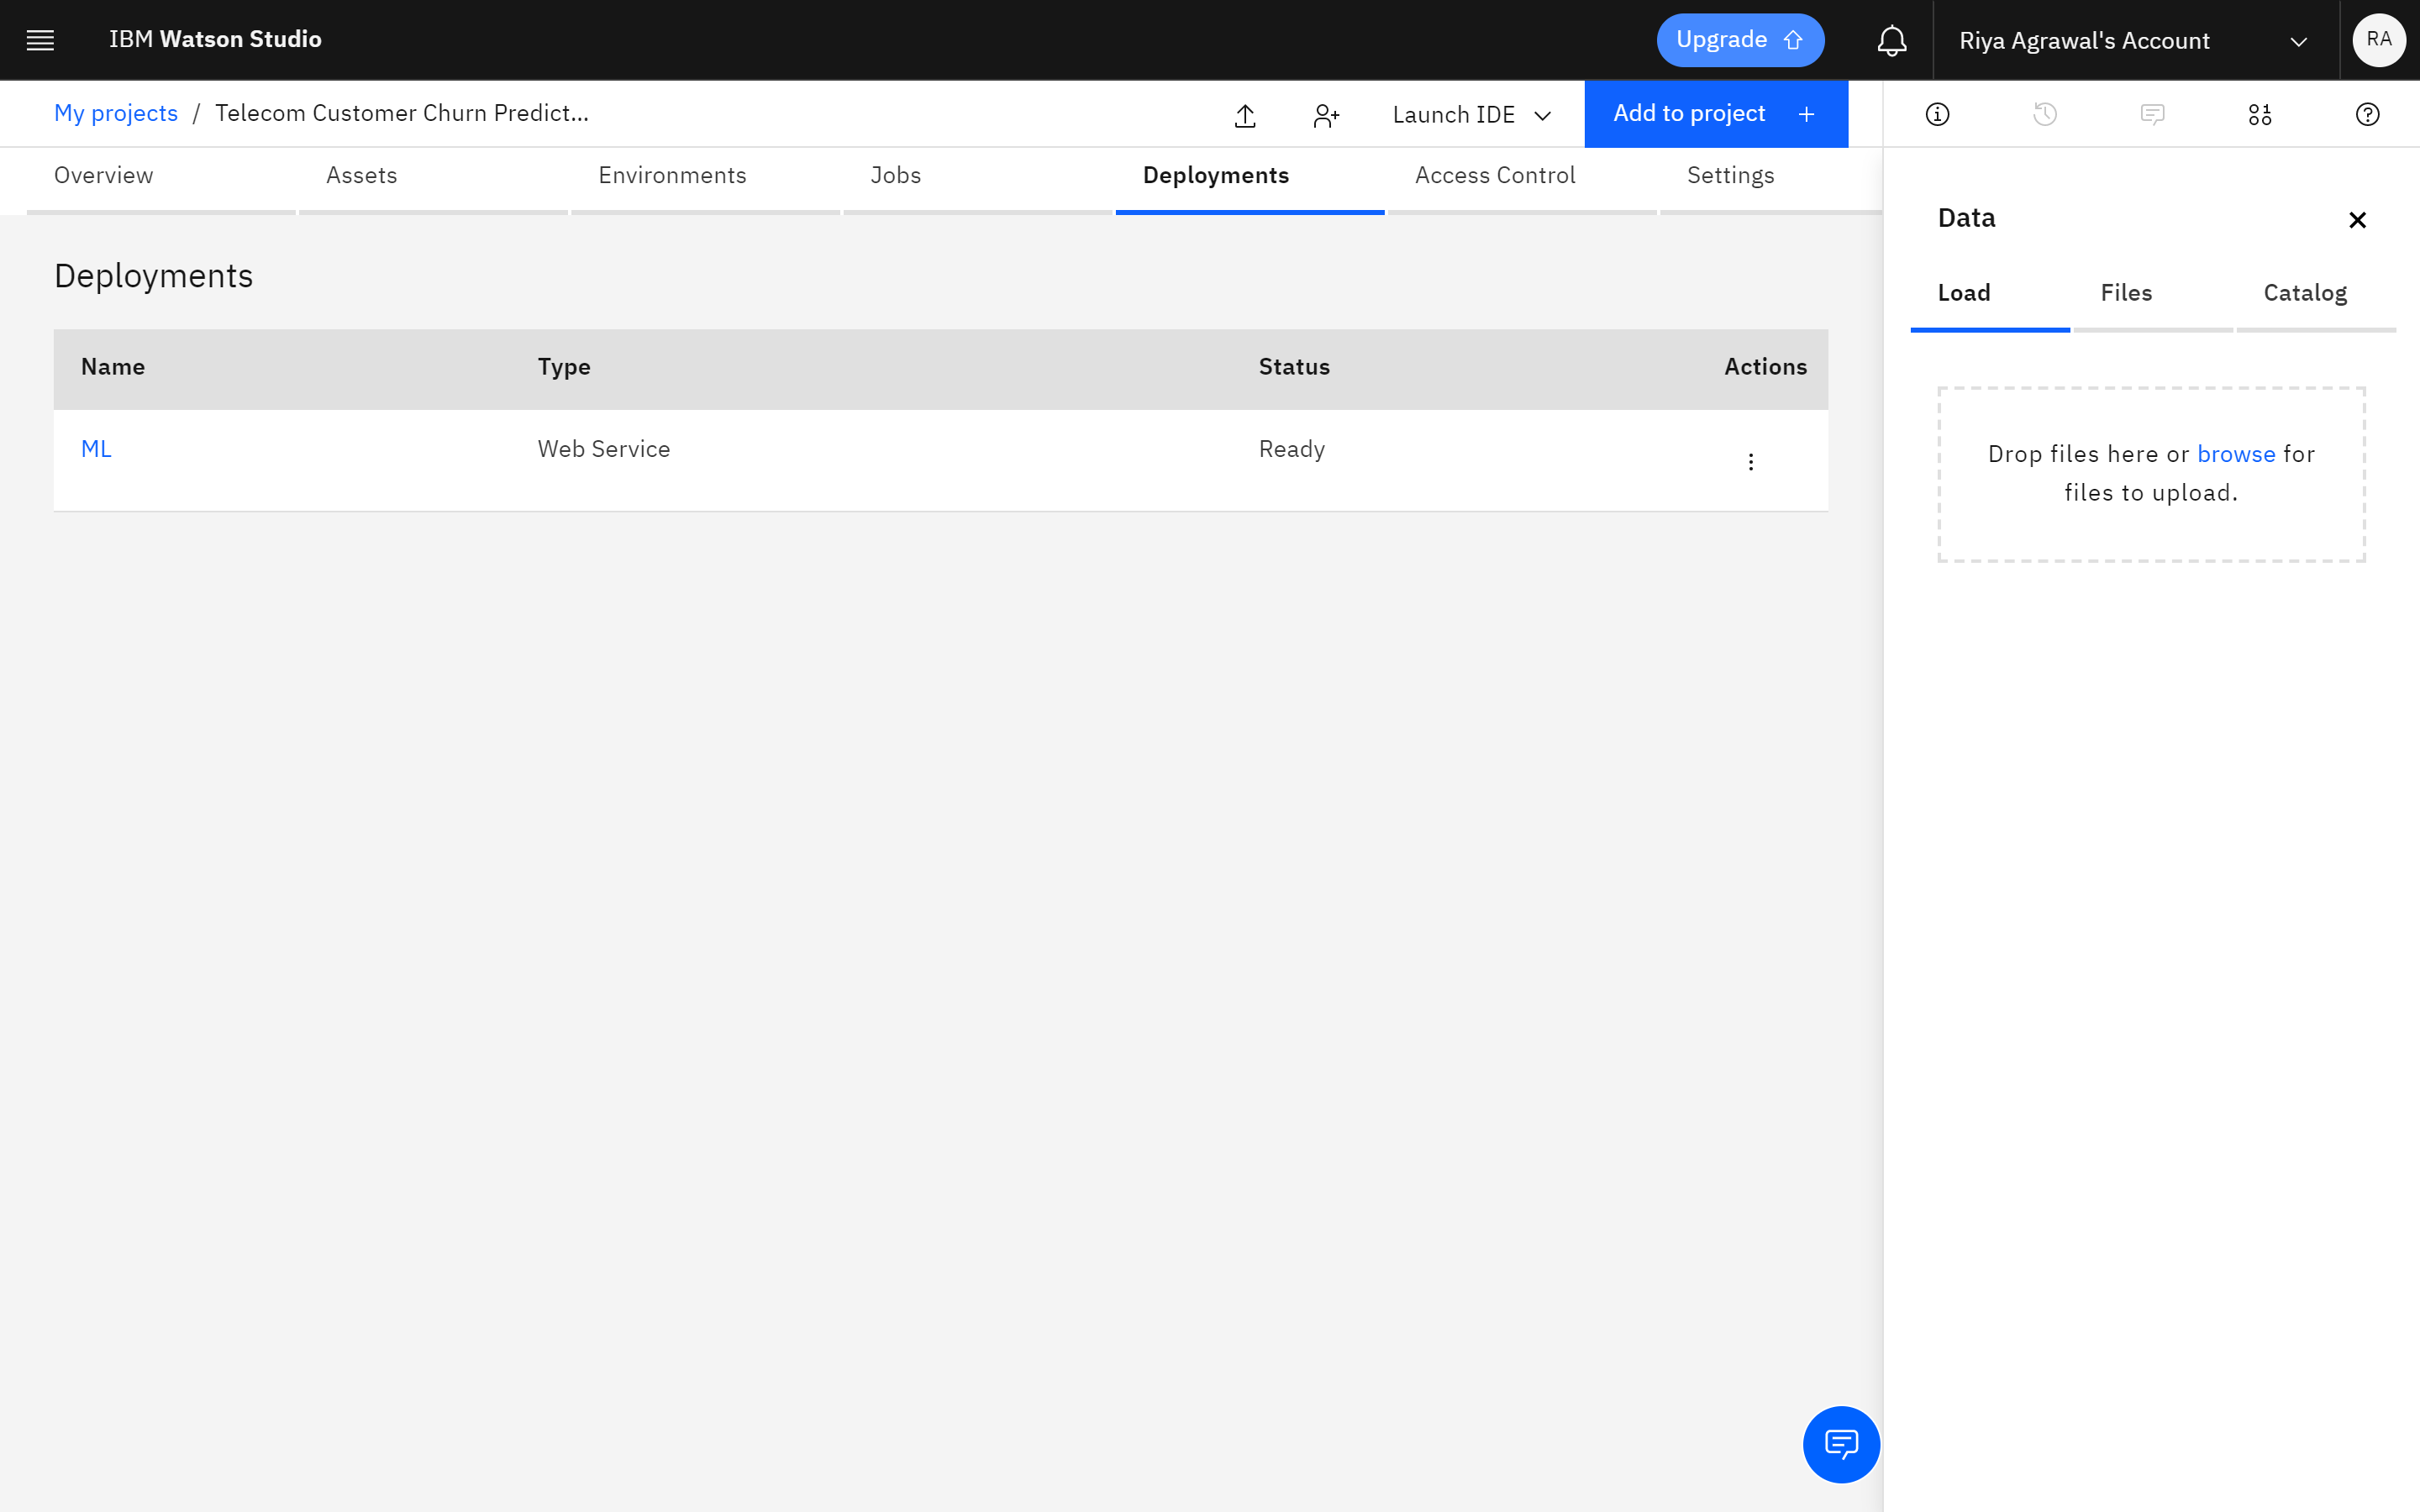 IBM Watson Studio
Upgrade
Riya Agrawal's Account
RA
My projects / Telecom Customer Churn Predict...
Launch IDE
Add to project +
Overview
Assets
Environments
Jobs
Deployments
Access Control
Settings
Deployments
Name Type Status Actions
ML Web Service Ready
Data
Load
Files
Catalog
Drop files here or browse for
files to upload.